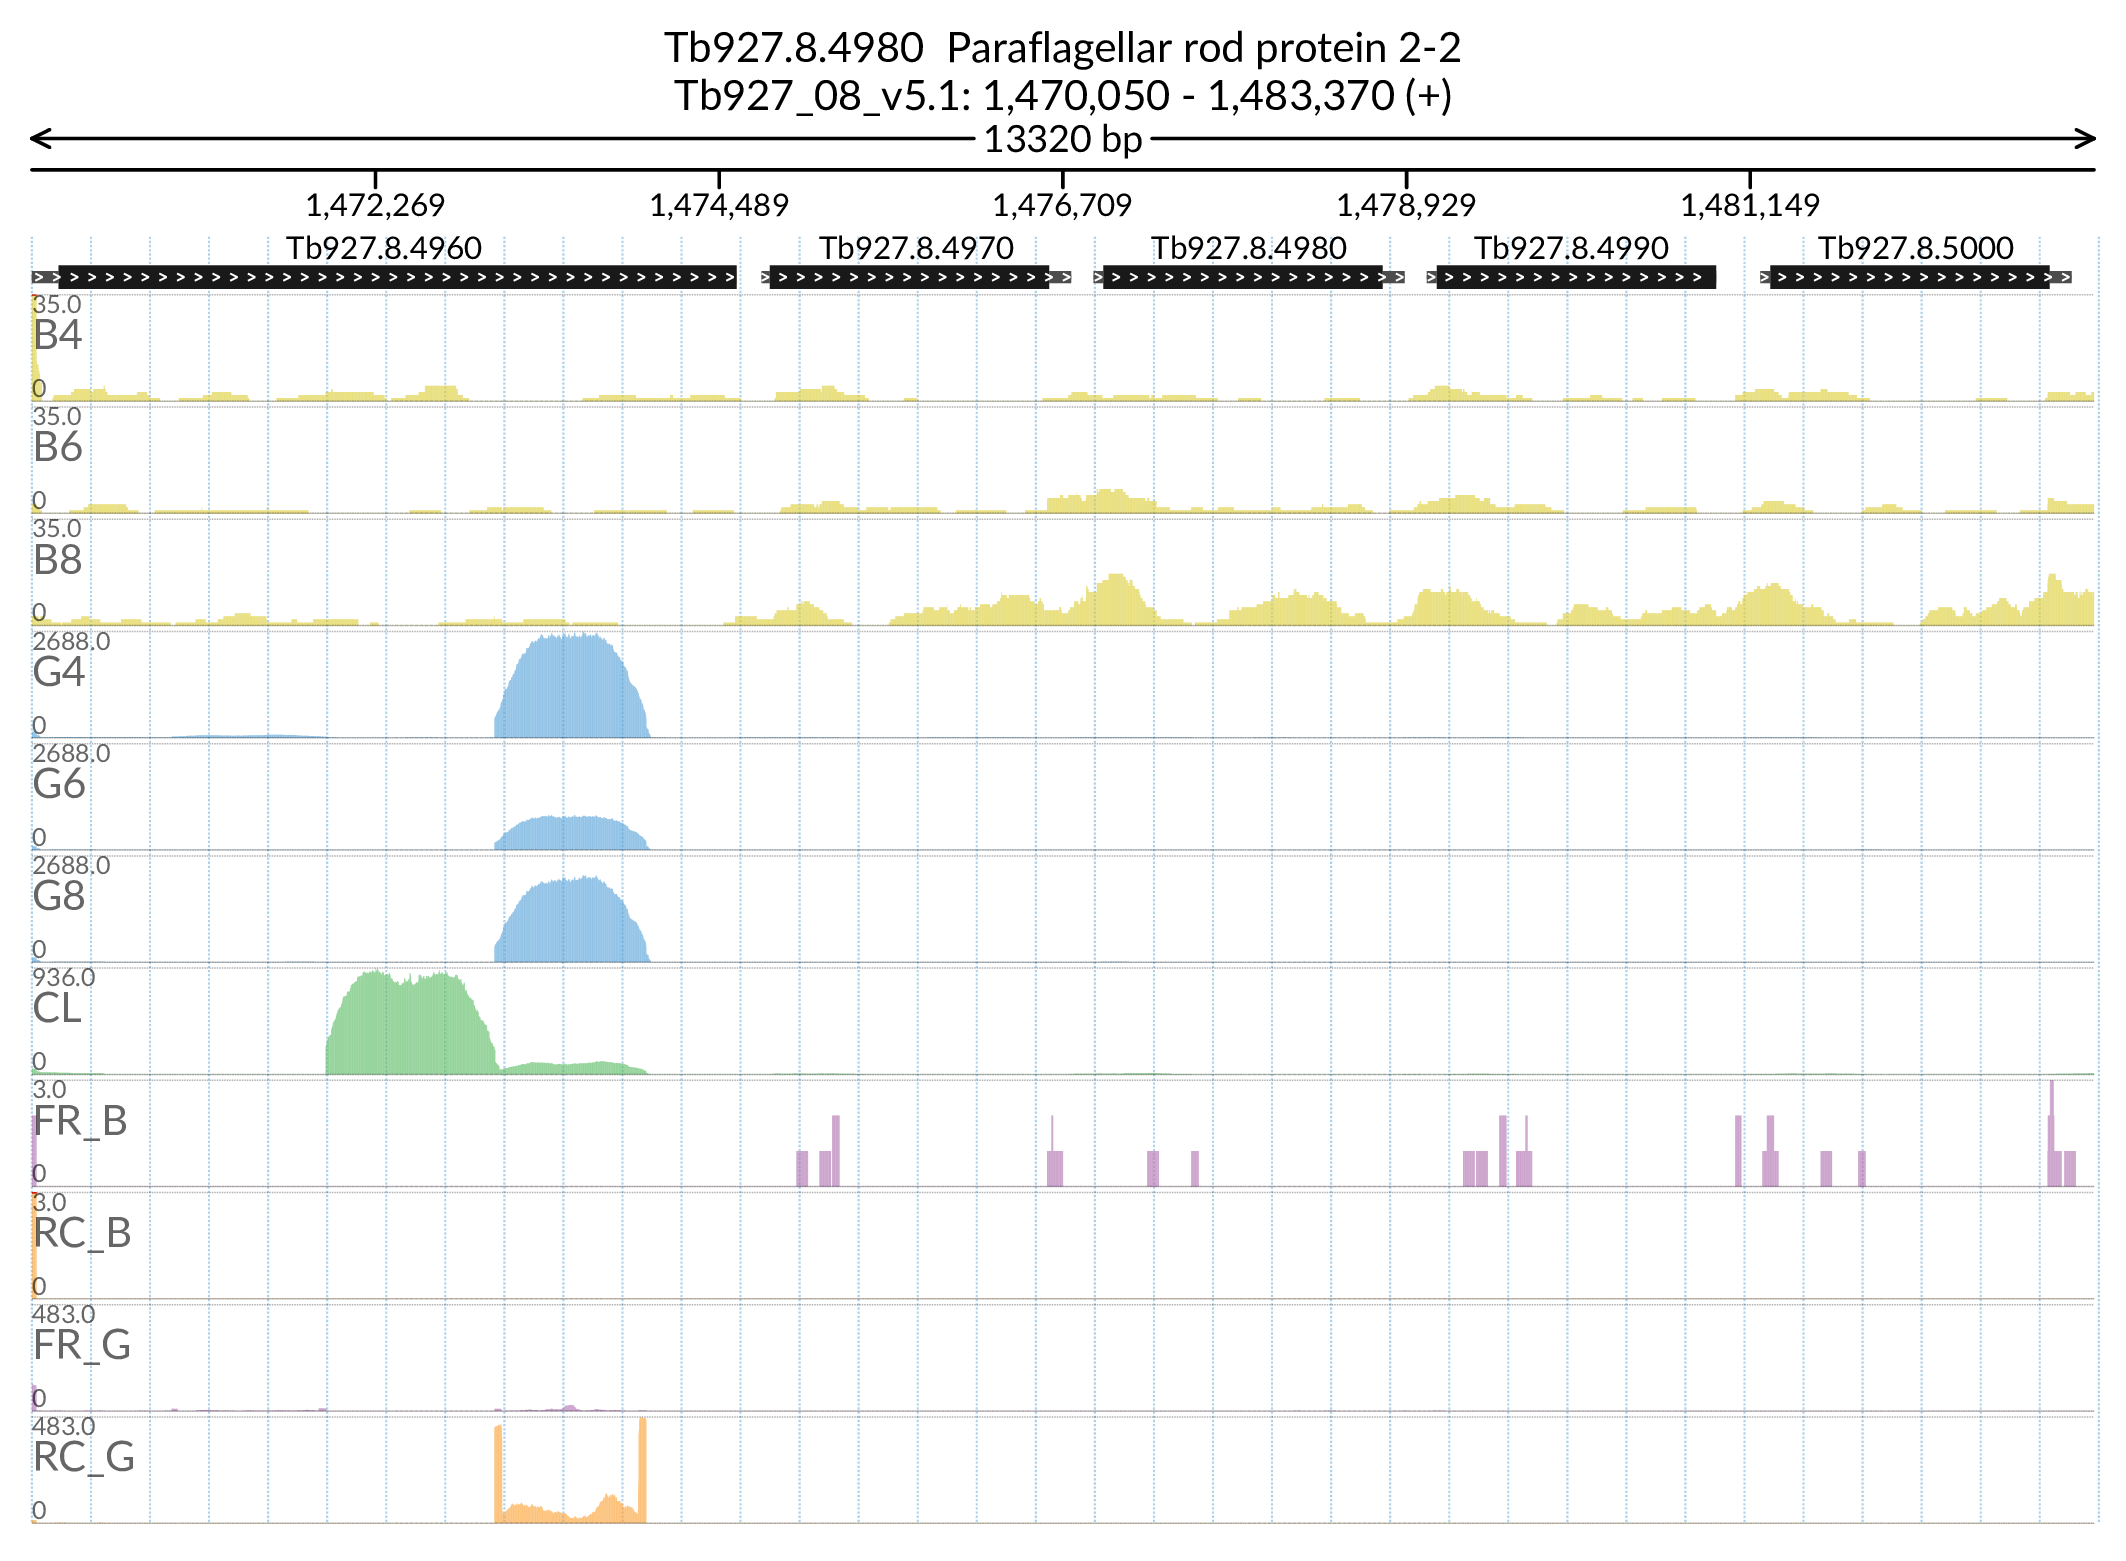 Tb927.8.4980 Paraflagellar rod protein 2-2
Tb927_08_v5.1: 1,470,050 - 1,483,370 (+)
13320 bp
1,472,269 1,474,489 1,476,709 1,478,929 1,481,149
Tb927.8.4960 Tb927.8.4970 Tb927.8.4980 Tb927.8.4990 Tb927.8.5000
35.0
B4
0
35.0
B6
0
35.0
B8
0
2688.0
G4
0
2688.0
G6
0
2688.0
G8
0
936.0
CL
0
3.0
FR_B
0
3.0
RC_B
0
483.0
FR_G
0
483.0
RC_G
0